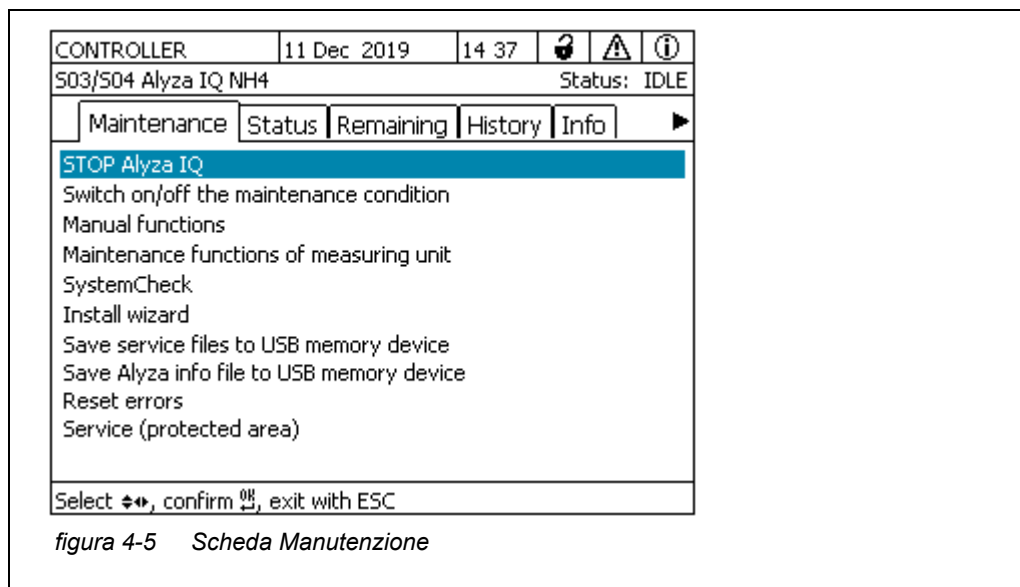 CONTROLLER 11 Dec 2019 14 37
S03/S04 Alyza IQ NH4 Status: IDLE
Maintenance Status Remaining History Info
STOP Alyza IQ
Switch on/off the maintenance condition
Manual functions
Maintenance functions of measuring unit
SystemCheck
Install wizard
Save service files to USB memory device
Save Alyza info file to USB memory device
Reset errors
Service (protected area)
Select , confirm OK, exit with ESC
figura 4-5 Scheda Manutenzione